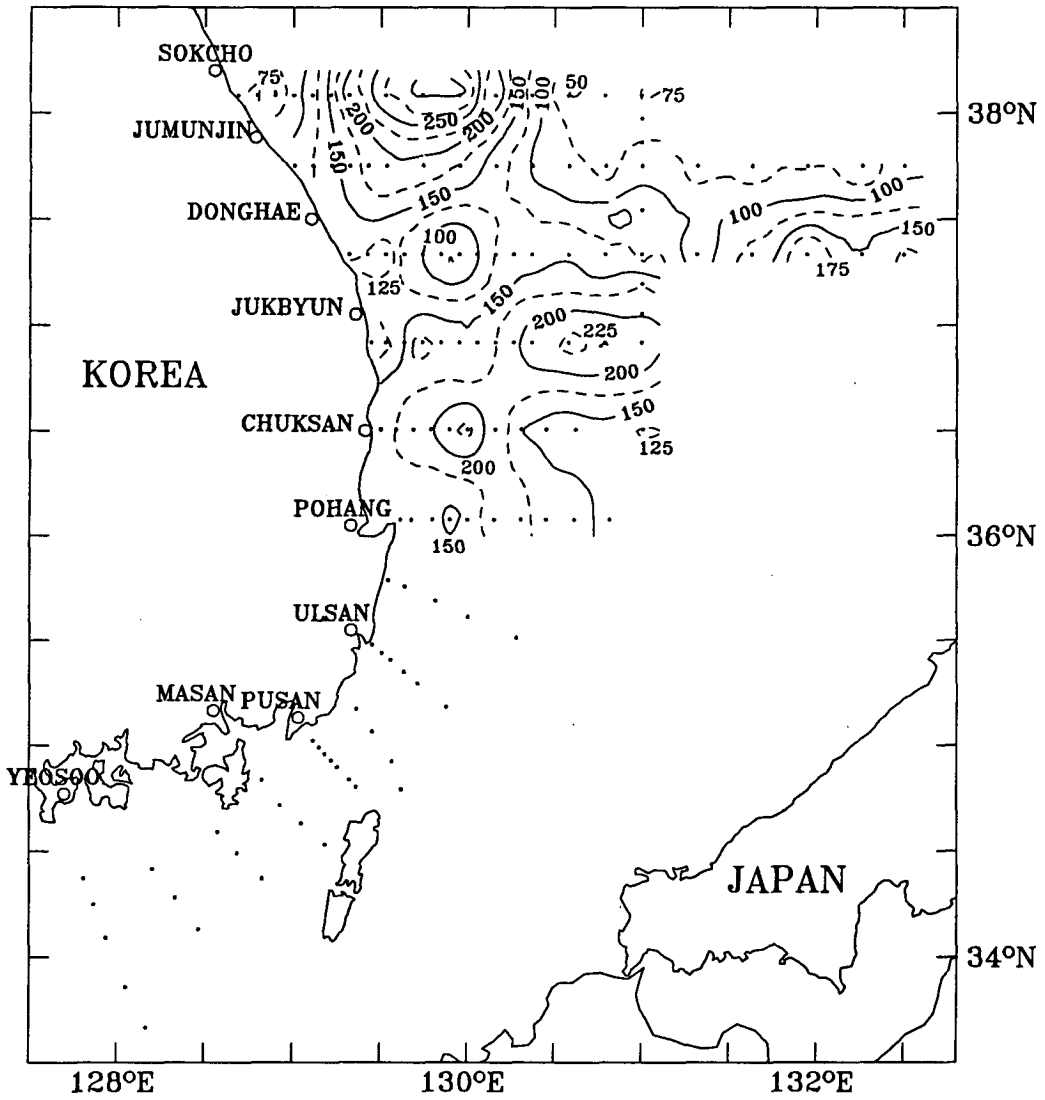 SOKCHO
75
50
75
150
100
200
250
200
38°N
JUMUNJIN
150
150
100
100
DONGHAE
100
150
125
175
JUKBYUN
150
200
225
200
KOREA
CHUKSAN
150
125
200
POHANG
150
36°N
ULSAN
MASAN
PUSAN
YEOSOO
JAPAN
34°N
128°E
130°E
132°E